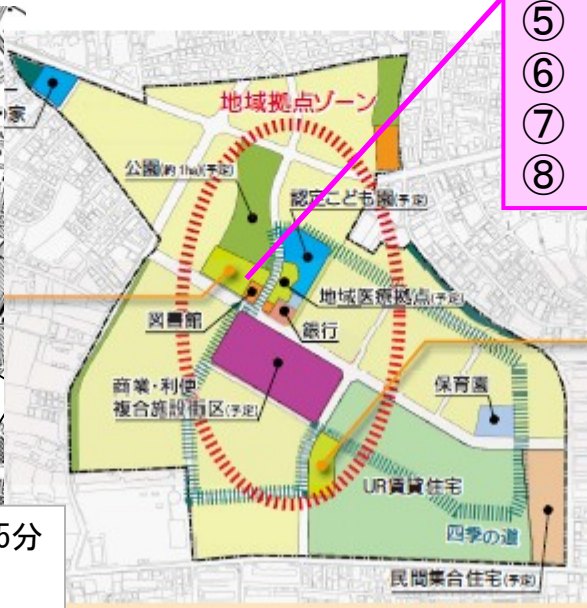 ⑤
⑥
⑦
⑧
家
地域拠点ゾーン
公園(約1ha)(予定)
認定こども園(予定)
地域医療拠点(予定)
図書館
銀行
商業・利便
複合施設街区(予定)
保育園
UR賃貸住宅
四季の道
民間集合住宅(予定)
5分